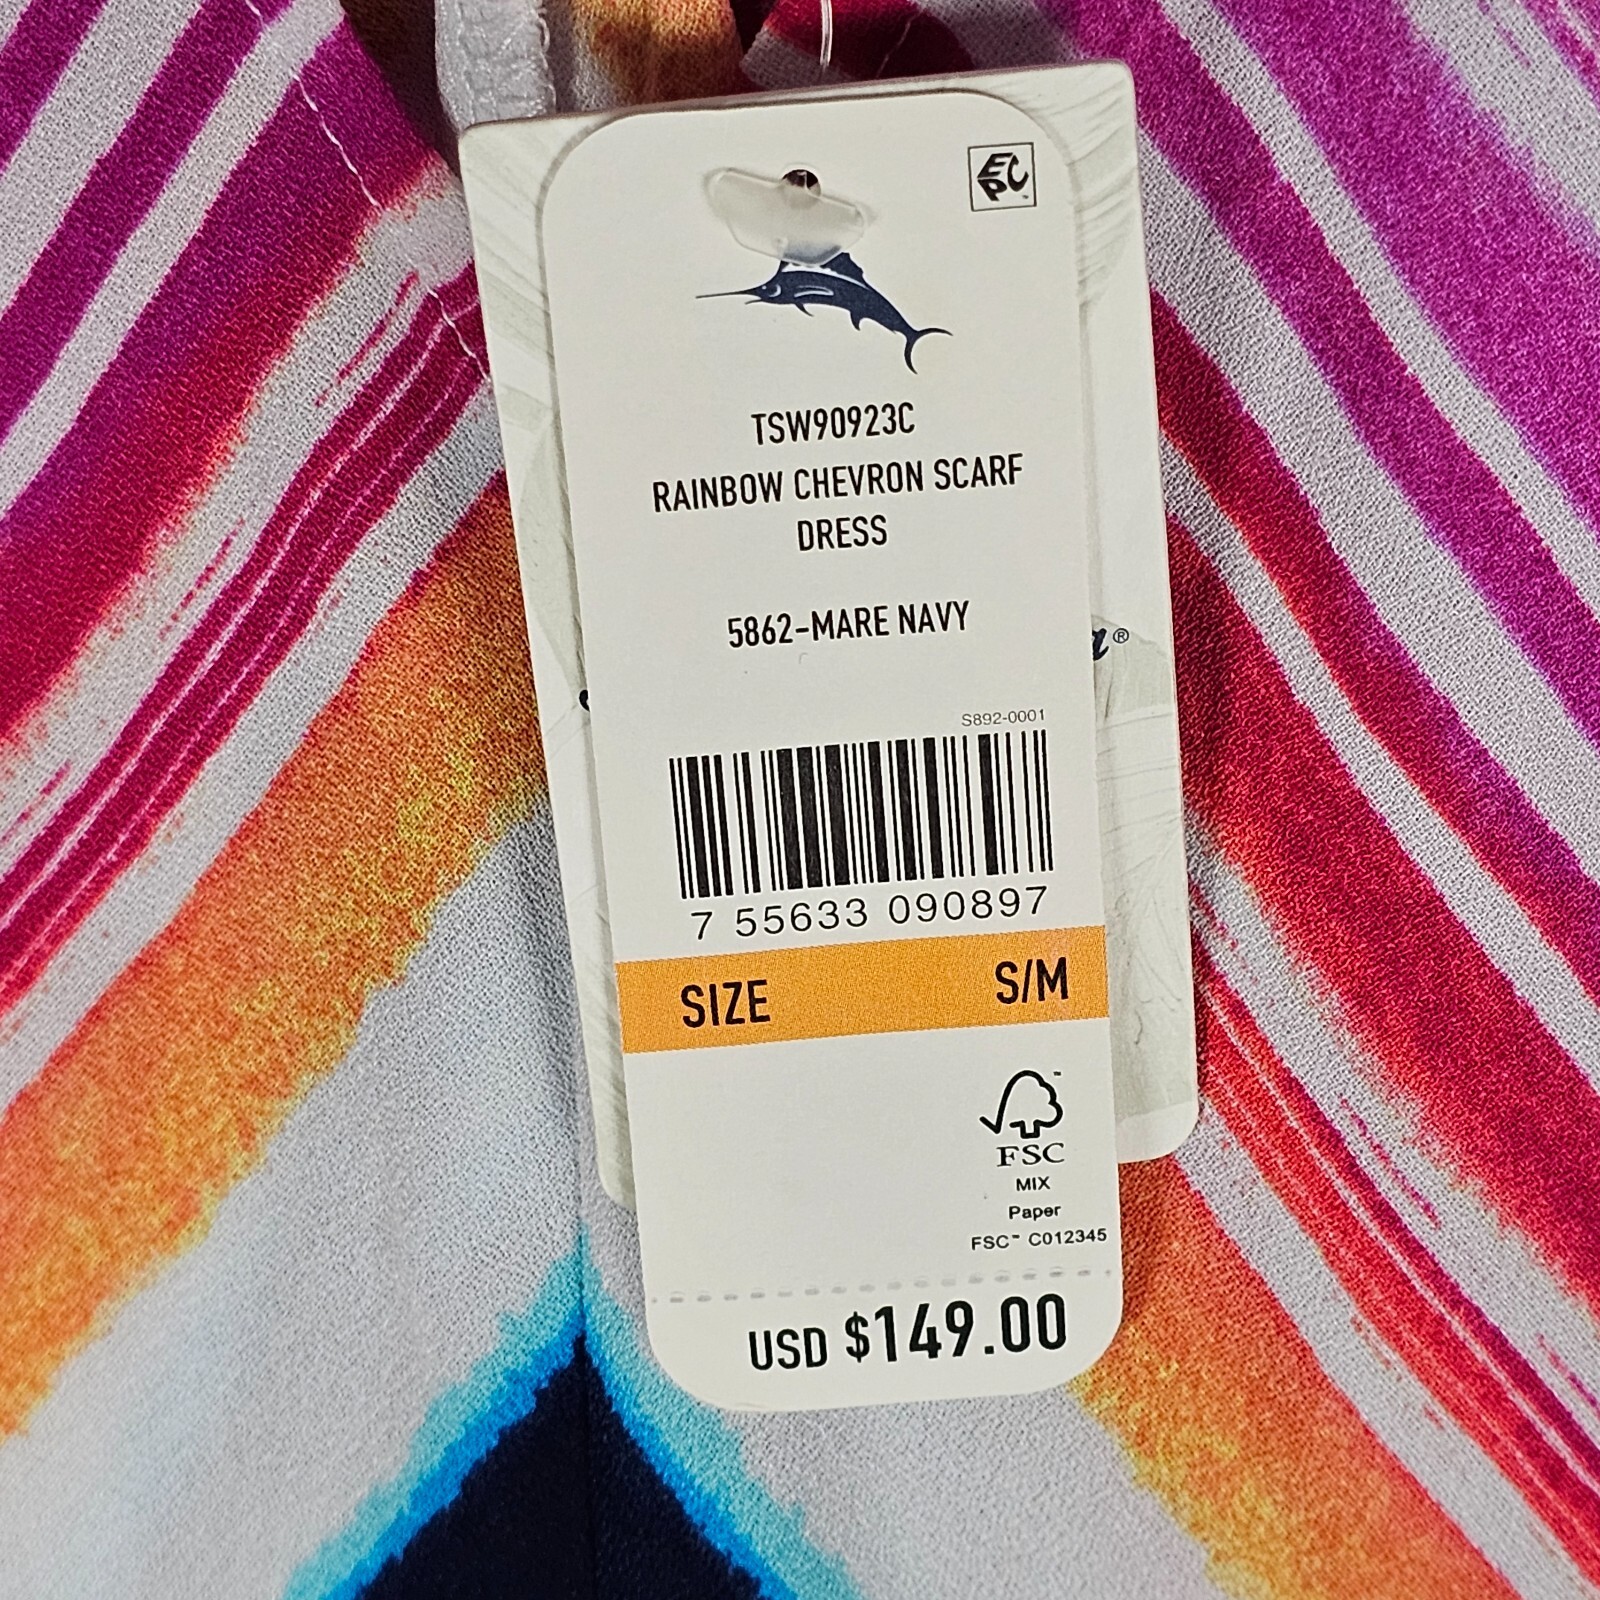 EPC
TSW90923C
RAINBOW CHEVRON SCARF
DRESS
5862-MARE NAVY
a®
S892-0001
7 55633 090897
SIZE S/M
FSC
MIX
Paper
FSC™ C012345
USD $149.00